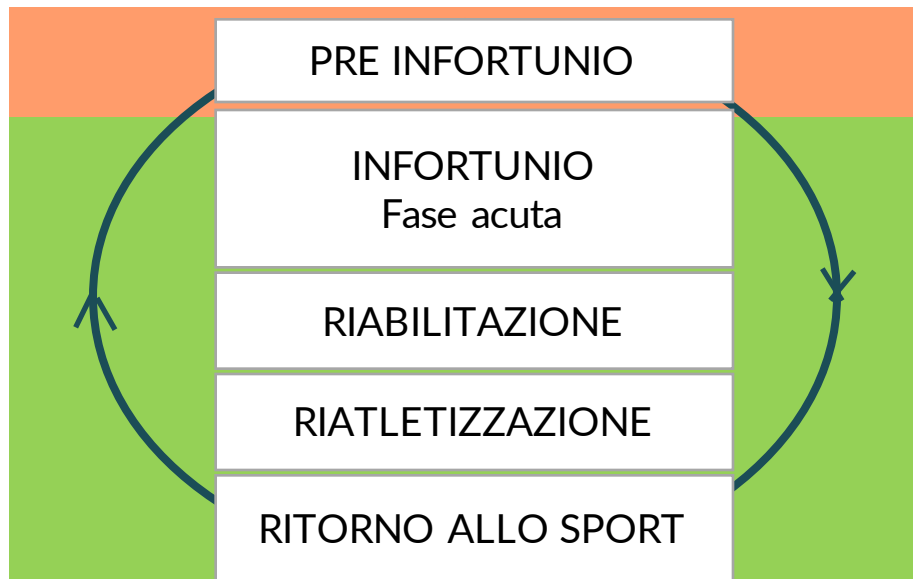 PRE INFORTUNIO
INFORTUNIO
Fase acuta
RIABILITAZIONE
RIATLETIZZAZIONE
RITORNO ALLO SPORT